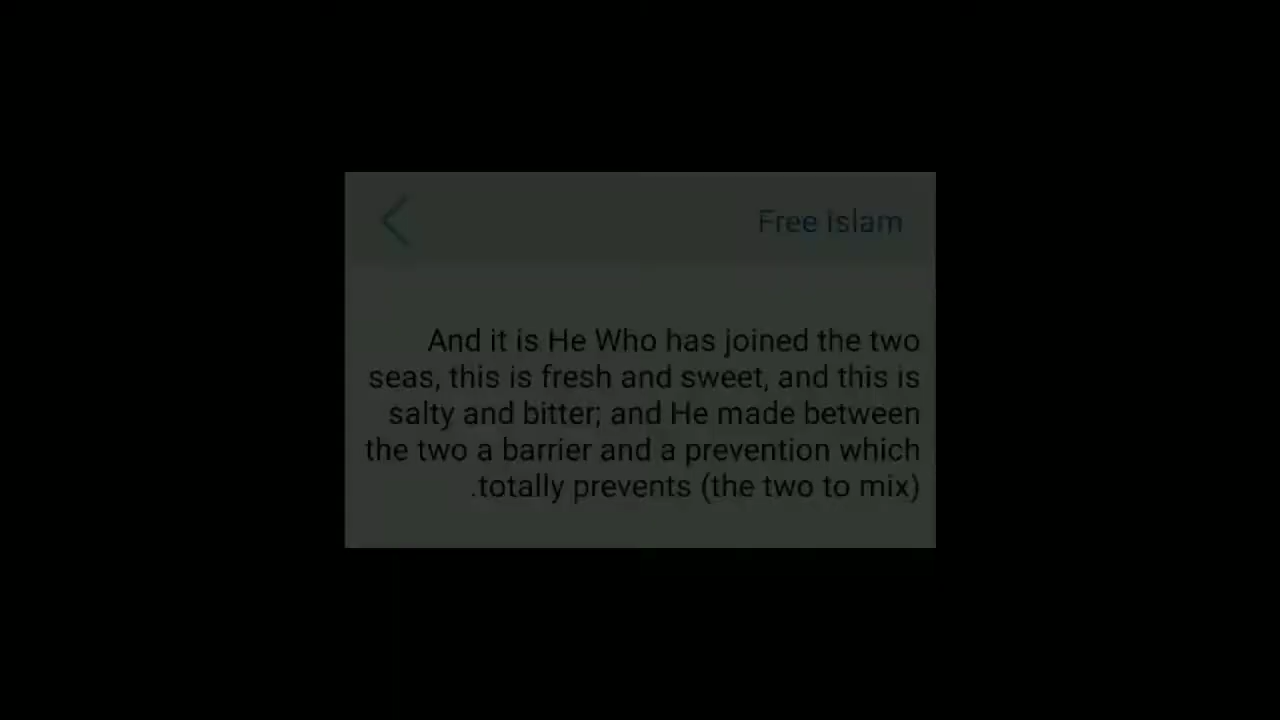 Free Islam
And it is He Who has joined the two
seas, this is fresh and sweet, and this is
salty and bitter; and He made between
the two a barrier and a prevention which
.totally prevents (the two to mix)